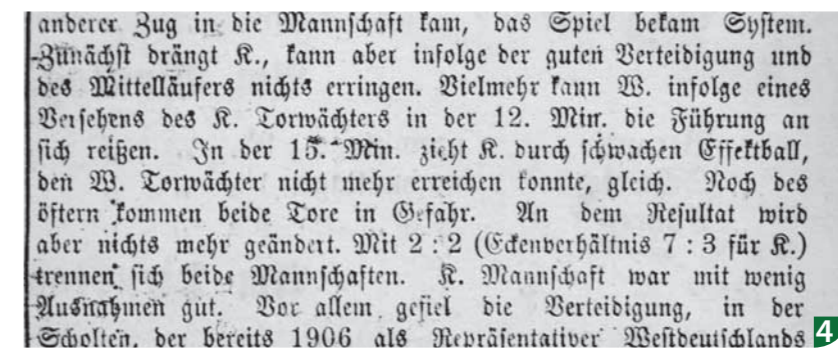 anderer Zug in die Mannschaft kam, das Spiel bekam System.
Zunächst drängt K., kann aber infolge der guten Verteidigung und
des Mittelläufers nichts erringen. Vielmehr kann W. infolge eines
Versehens des K. Torwächters in der 12. Min. die Führung an
sich reißen. In der 15. Min. zieht K. durch schwachen Effektball,
den W. Torwächter nicht mehr erreichen konnte, gleich. Noch des
öftern kommen beide Tore in Gefahr. An dem Resultat wird
aber nichts mehr geändert. Mit 2 : 2 (Eckenverhältnis 7 : 3 für K.)
trennen sich beide Mannschaften. K. Mannschaft war mit wenig
Ausnahmen gut. Vor allem gefiel die Verteidigung, in der
Scholten, der bereits 1906 als Repräsentativer Westdeutschlands
4